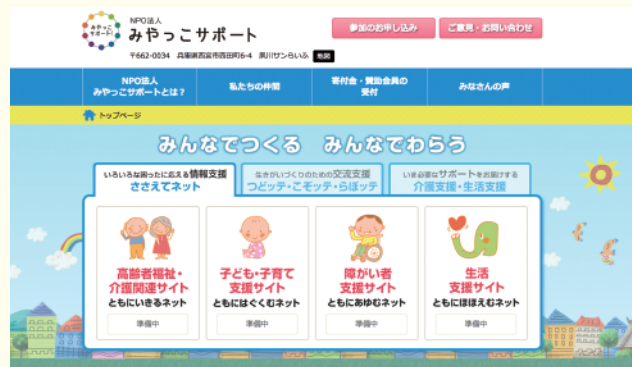 みやっこ
サポート!
NPO法人
みやっこサポート
〒662-0034 兵庫県西宮市西田町6-4 夙川サンらいふ 地図
参加のお申し込み
ご意見・お問い合わせ
NPO法人
みやっこサポートとは？
私たちの仲間
寄付金・賛助会員の
受付
みなさんの声
トップページ
みんなでつくる みんなでわらう
いろいろな困ったに応える情報支援
ささえてネット
生きがいづくりのための交流支援
つどッテ・こそッテ・らぼッテ
いま必要なサポートをお届けする
介護支援・生活支援
高齢者福祉・
介護関連サイト
ともにいきるネット
準備中
子ども・子育て
支援サイト
ともにはぐくむネット
準備中
障がい者
支援サイト
ともにあゆむネット
準備中
生活
支援サイト
ともにほほえむネット
準備中